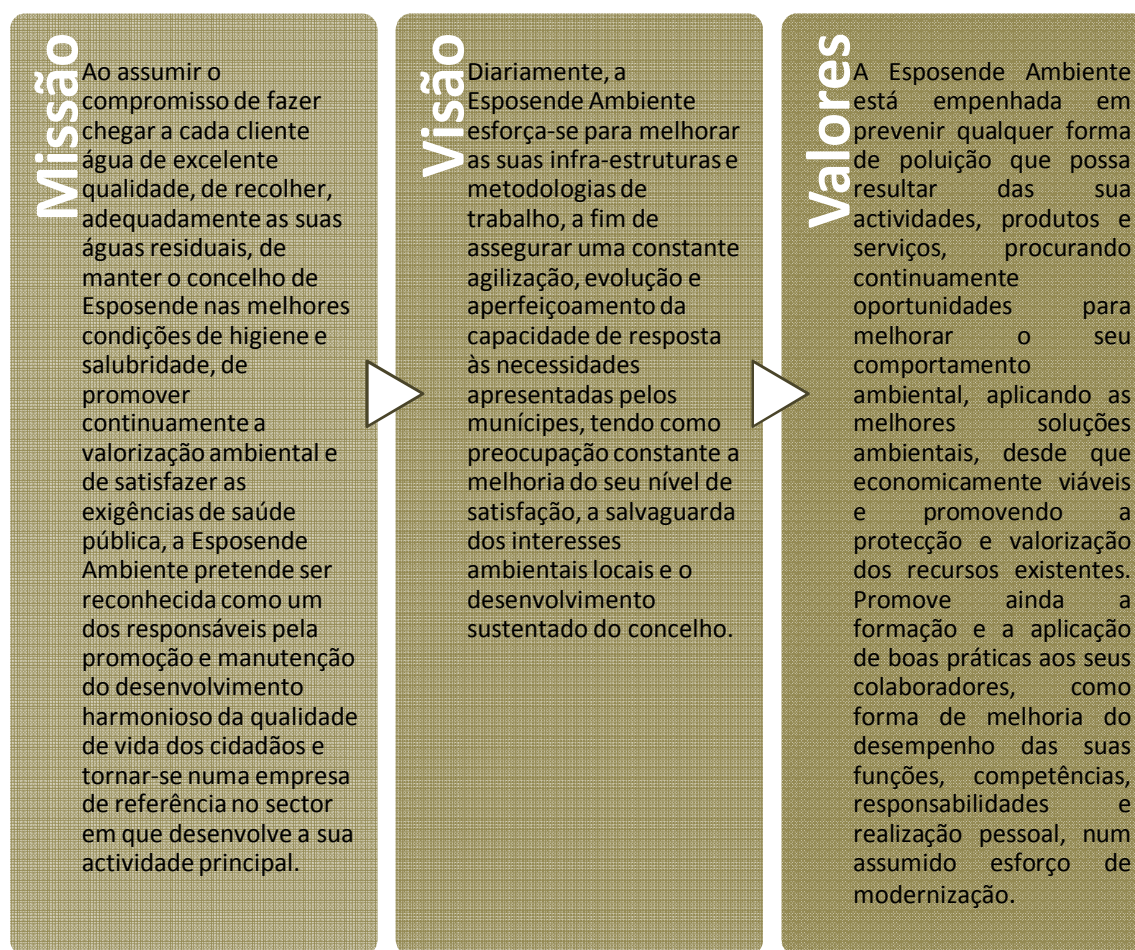 Missão
Ao assumir o
compromisso de fazer
chegar a cada cliente
água de excelente
qualidade, de recolher,
adequadamente as suas
águas residuais, de
manter o concelho de
Esposende nas melhores
condições de higiene e
salubridade, de
promover
continuamente a
valorização ambiental e
de satisfazer as
exigências de saúde
pública, a Esposende
Ambiente pretende ser
reconhecida como um
dos responsáveis pela
promoção e manutenção
do desenvolvimento
harmonioso da qualidade
de vida dos cidadãos e
tornar-se numa empresa
de referência no sector
em que desenvolve a sua
actividade principal.
Visão
Diariamente, a
Esposende Ambiente
esforça-se para melhorar
as suas infra-estruturas e
metodologias de
trabalho, a fim de
assegurar uma constante
agilização, evolução e
aperfeiçoamento da
capacidade de resposta
às necessidades
apresentadas pelos
munícipes, tendo como
preocupação constante a
melhoria do seu nível de
satisfação, a salvaguarda
dos interesses
ambientais locais e o
desenvolvimento
sustentado do concelho.
Valores
A Esposende Ambiente
está empenhada em
prevenir qualquer forma
de poluição que possa
resultar das sua
actividades, produtos e
serviços, procurando
continuamente
oportunidades para
melhorar o seu
comportamento
ambiental, aplicando as
melhores soluções
ambientais, desde que
economicamente viáveis
e promovendo a
protecção e valorização
dos recursos existentes.
Promove ainda a
formação e a aplicação
de boas práticas aos seus
colaboradores, como
forma de melhoria do
desempenho das suas
funções, competências,
responsabilidades e
realização pessoal, num
assumido esforço de
modernização.